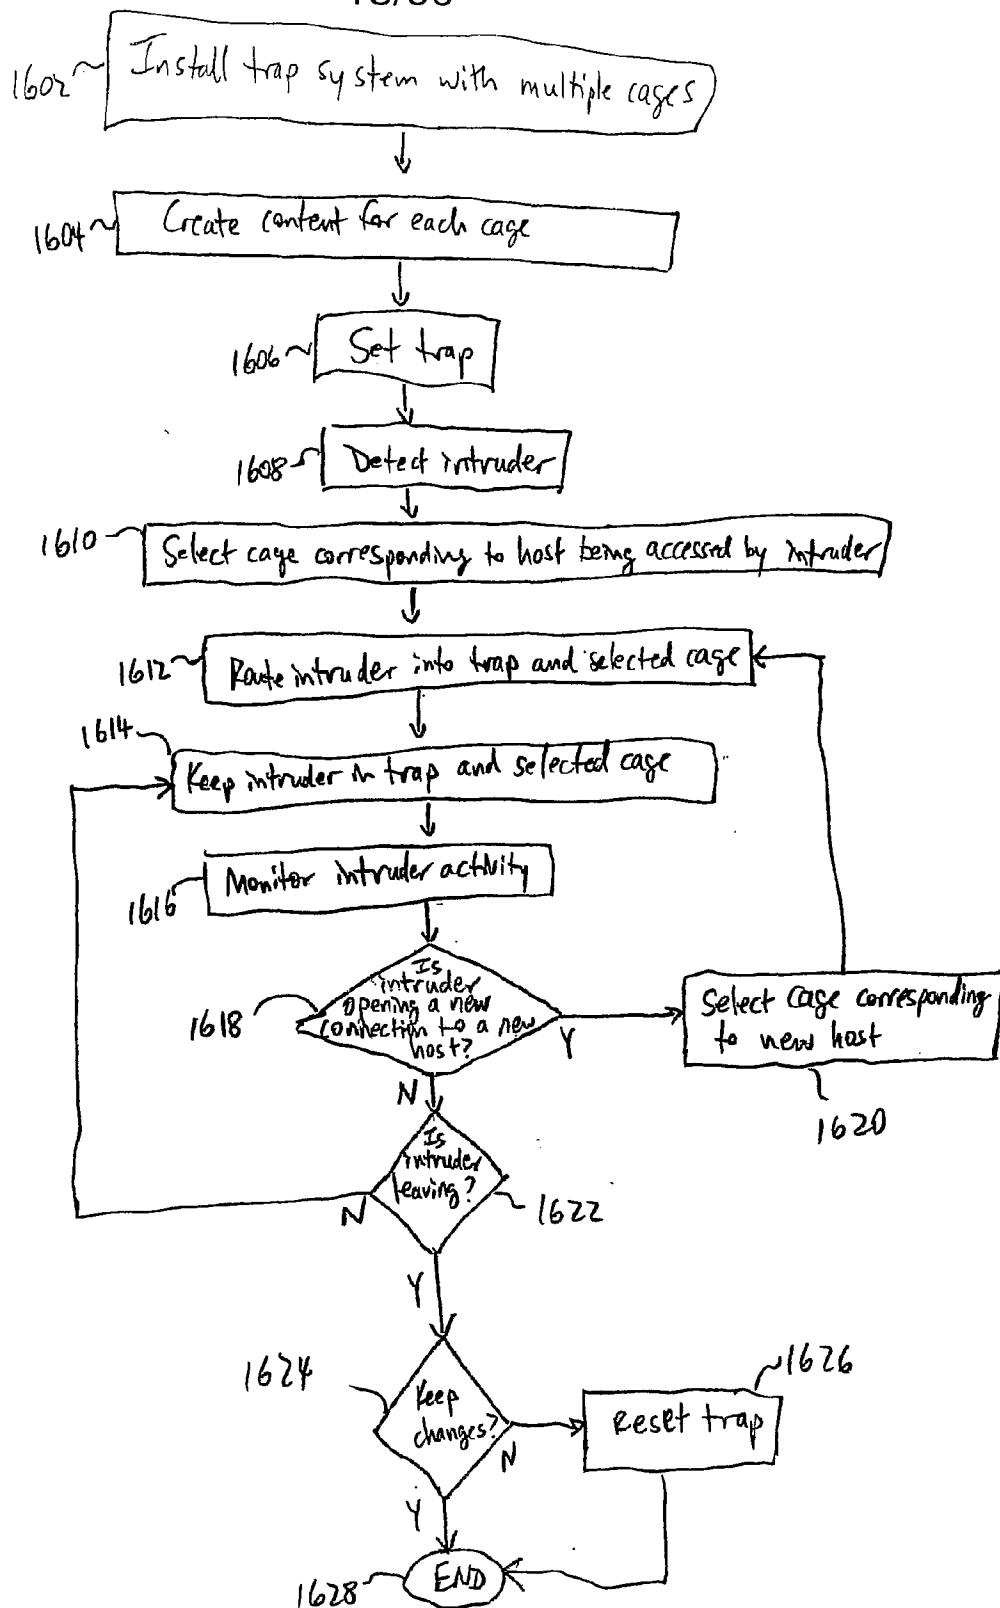 1602
Install trap system with multiple cages
1604
Create content for each cage
1606
Set trap
1608
Detect intruder
1610
Select cage corresponding to host being accessed by intruder
1612
Route intruder into trap and selected cage
1614
Keep intruder in trap and selected cage
1616
Monitor intruder activity
1618
Is
intruder
opening a new
connection to a new
host?
Y
N
Select cage corresponding
to new host
1620
Is
intruder
leaving?
1622
N
Y
1624
Keep
changes?
N
Y
1626
Reset trap
1628
END